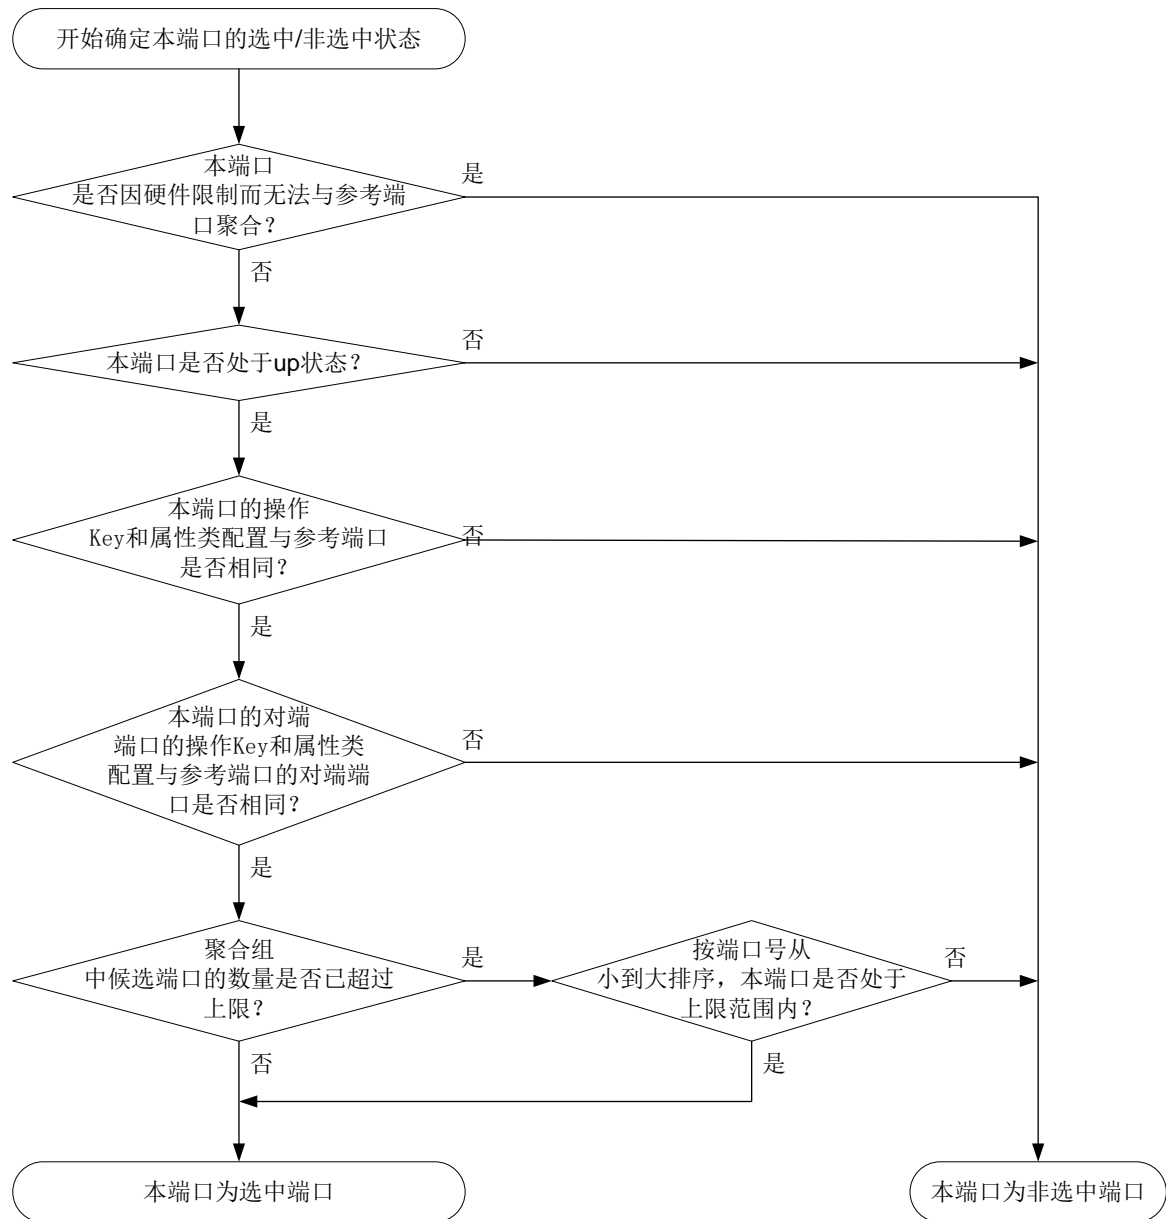 开始确定本端口的选中/非选中状态
本端口
是否因硬件限制而无法与参考端
口聚合？
是
否
本端口是否处于up状态？
否
是
本端口的操作
Key和属性类配置与参考端口
是否相同？
否
是
本端口的对端
端口的操作Key和属性类
配置与参考端口的对端端
口是否相同？
否
是
聚合组
中候选端口的数量是否已超过
上限？
是
按端口号从
小到大排序，本端口是否处于
上限范围内？
否
否
是
本端口为选中端口
本端口为非选中端口